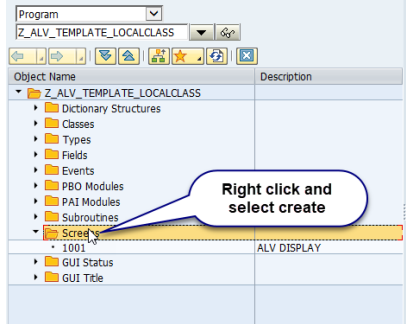 Program
Z_ALV_TEMPLATE_LOCALCLASS
Object Name Description
Z_ALV_TEMPLATE_LOCALCLASS
Dictionary Structures
Classes
Types
Fields
Events
PBO Modules
PAI Modules
Subroutines
Right click and
select create
Screens
1001 ALV DISPLAY
GUI Status
GUI Title